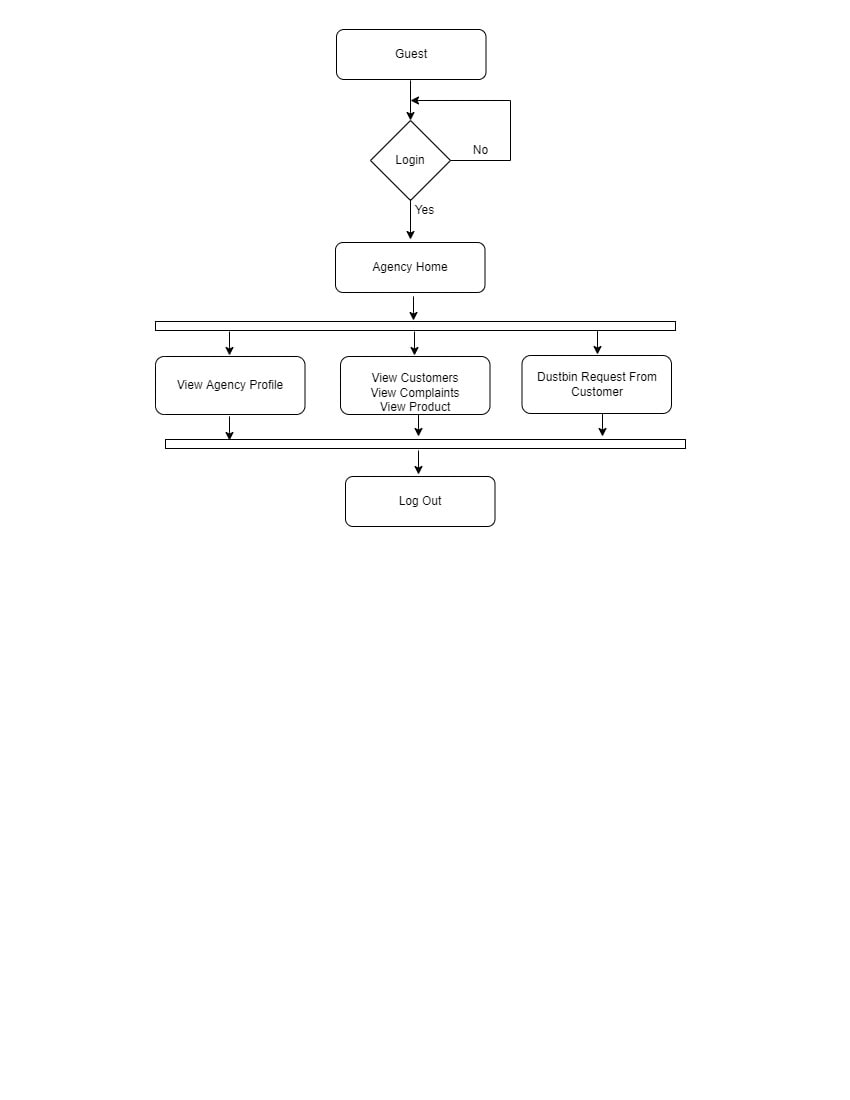 Guest
Login
No
Yes
Agency Home
View Agency Profile
View Customers
View Complaints
View Product
Dustbin Request From
Customer
Log Out